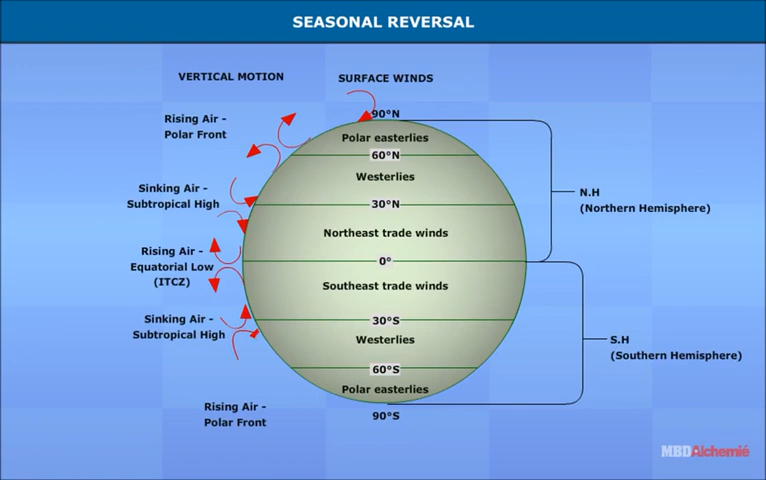 SEASONAL REVERSAL
VERTICAL MOTION
SURFACE WINDS
90°N
Rising Air -
Polar Front
Polar easterlies
60°N
Westerlies
Sinking Air -
Subtropical High
30°N
N.H
(Northern Hemisphere)
Northeast trade winds
Rising Air -
Equatorial Low
(ITCZ)
0°
Southeast trade winds
Sinking Air -
Subtropical High
30°S
Westerlies
S.H
(Southern Hemisphere)
60°S
Polar easterlies
Rising Air -
Polar Front
90°S
MBDAlchemié